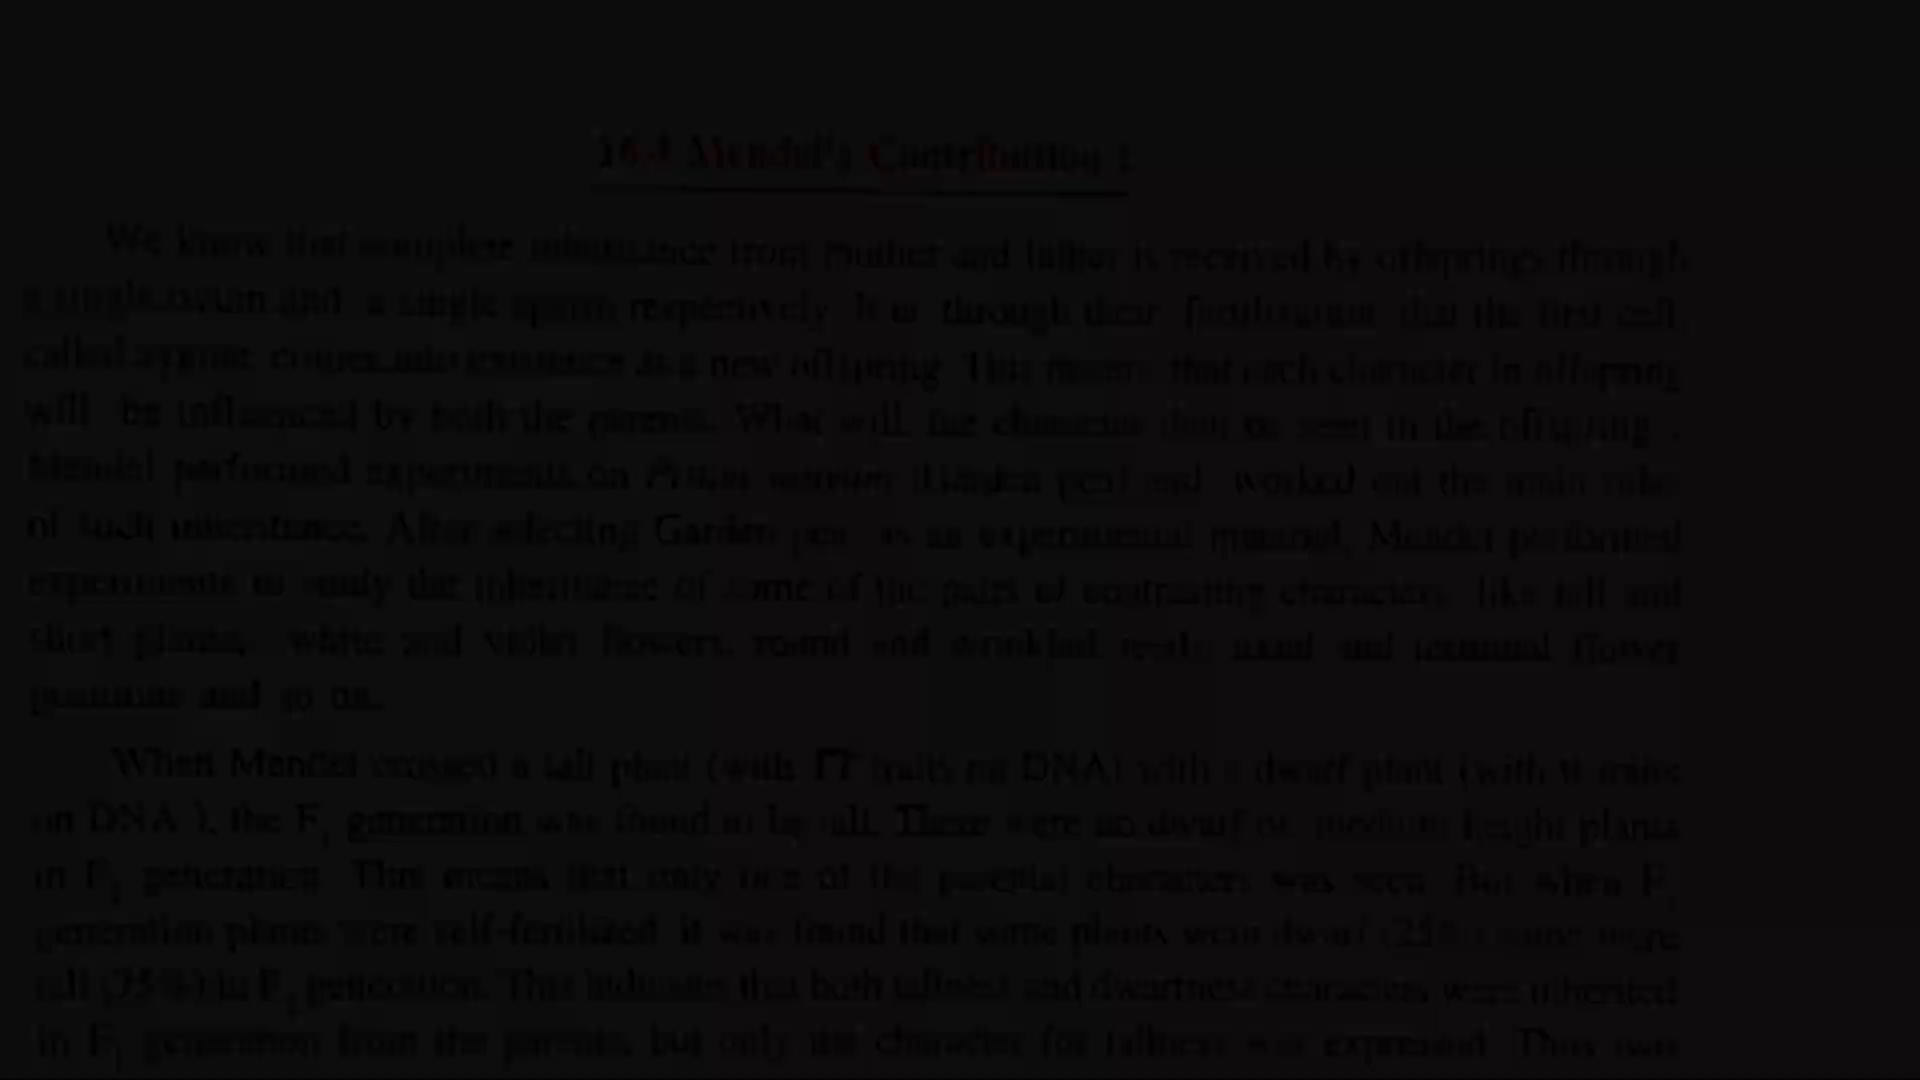 16.4 Mendel's Contribution :
We know that complete inheritance from mother and father is received by offsprings through
a single ovum and a single sperm respectively. It is through their fertilization that the first cell,
called zygote, comes into existence as a new offspring. This means that each character in offspring
will be influenced by both the parents. What will the character then be seen in the offspring
Mendel performed experiments on Pisum sativum (Garden pea) and worked out the main rules
of such inheritance. After selecting Garden pea as an experimental material, Mendel performed
experiments to study the inheritance of some of the pairs of contrasting characters like tall and
short plants, white and violet flowers, round and wrinkled seeds, axial and terminal flower
positions and so on.
When Mendel crossed a tall plant (with TT traits on DNA) with a dwarf plant (with tt traits
on DNA ), the F1 generation was found to be tall. There were no dwarf or medium height plants
in F1 generation. This means that only one of the parental characters was seen. But when F1
generation plants were self-fertilized, it was found that some plants were dwarf (25%) some were
tall (75%) in F2 generation. This indicates that both tallness and dwarfness characters were inherited
in F1 generation from the parents, but only the character for tallness was expressed. Thus two